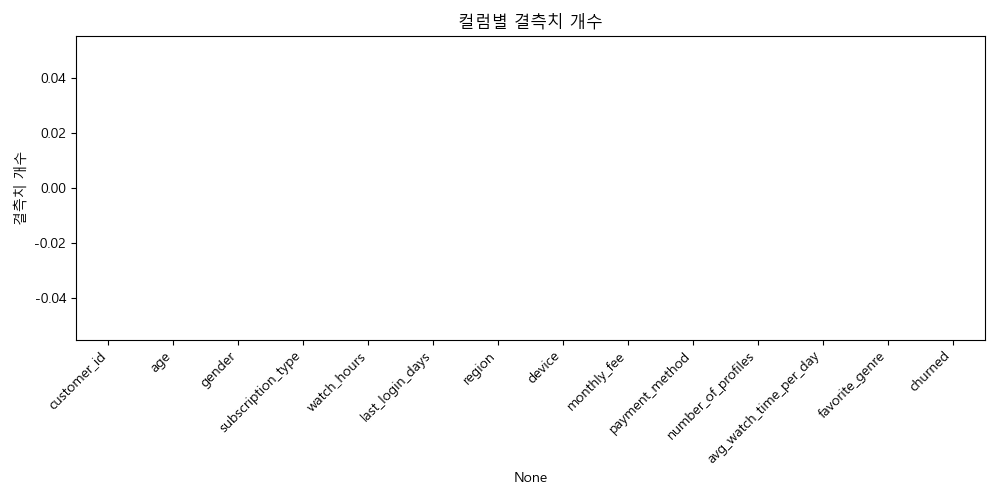 컬럼별 결측치 개수
결측치 개수
0.04
0.02
0.00
-0.02
-0.04
customer_id
age
gender
subscription_type
watch_hours
last_login_days
region
device
monthly_fee
payment_method
number_of_profiles
avg_watch_time_per_day
favorite_genre
churned
None